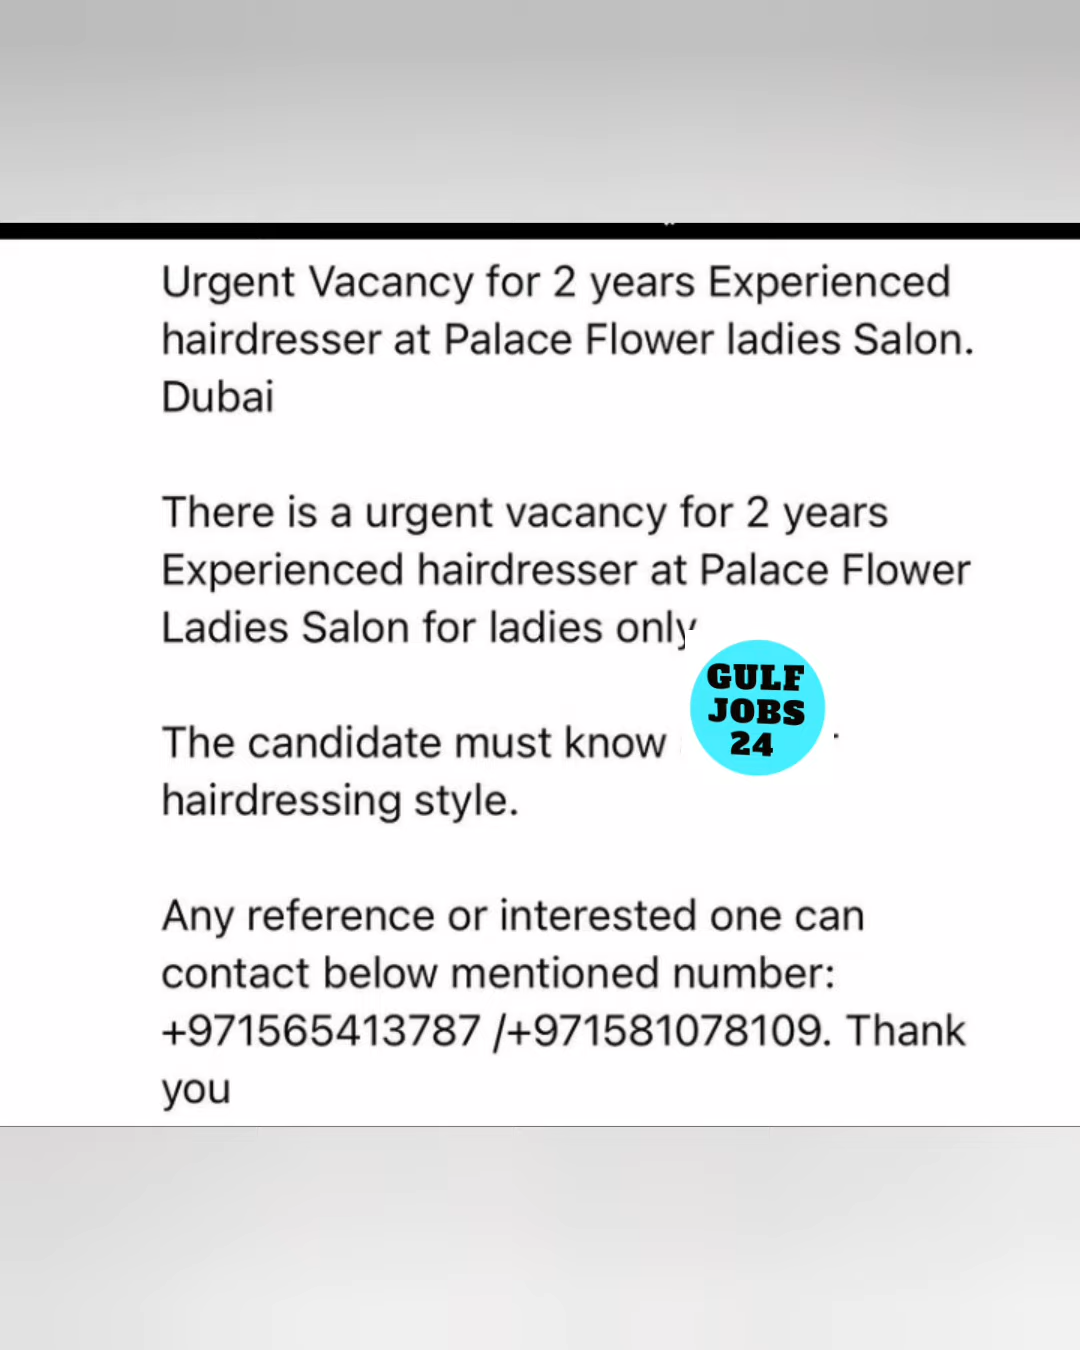 Urgent Vacancy for 2 years Experienced
hairdresser at Palace Flower ladies Salon.
Dubai
There is a urgent vacancy for 2 years
Experienced hairdresser at Palace Flower
Ladies Salon for ladies only
GULF
JOBS
24
The candidate must know
hairdressing style.
Any reference or interested one can
contact below mentioned number:
+971565413787 /+971581078109. Thank
you